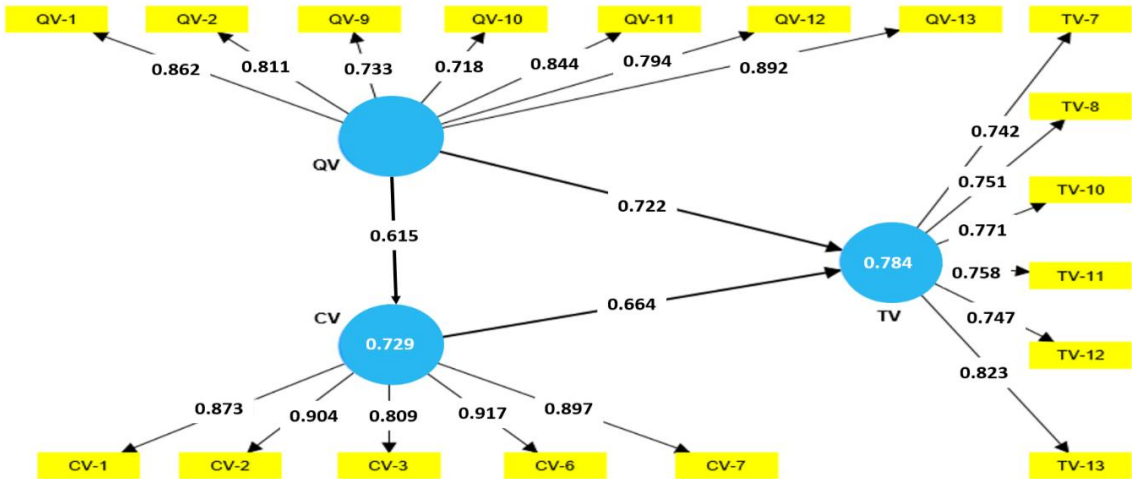 QV-1 QV-2 QV-9 QV-10 QV-11 QV-12 QV-13 TV-7
0.862 0.811 0.733 0.718 0.844 0.794 0.892
TV-8
0.742
QV
0.751
TV-10
0.722
0.771
0.615
0.784 0.758 TV-11
0.664
CV
TV
0.747
0.729
TV-12
0.823
0.873 0.904 0.809 0.917 0.897
CV-1 CV-2 CV-3 CV-6 CV-7 TV-13